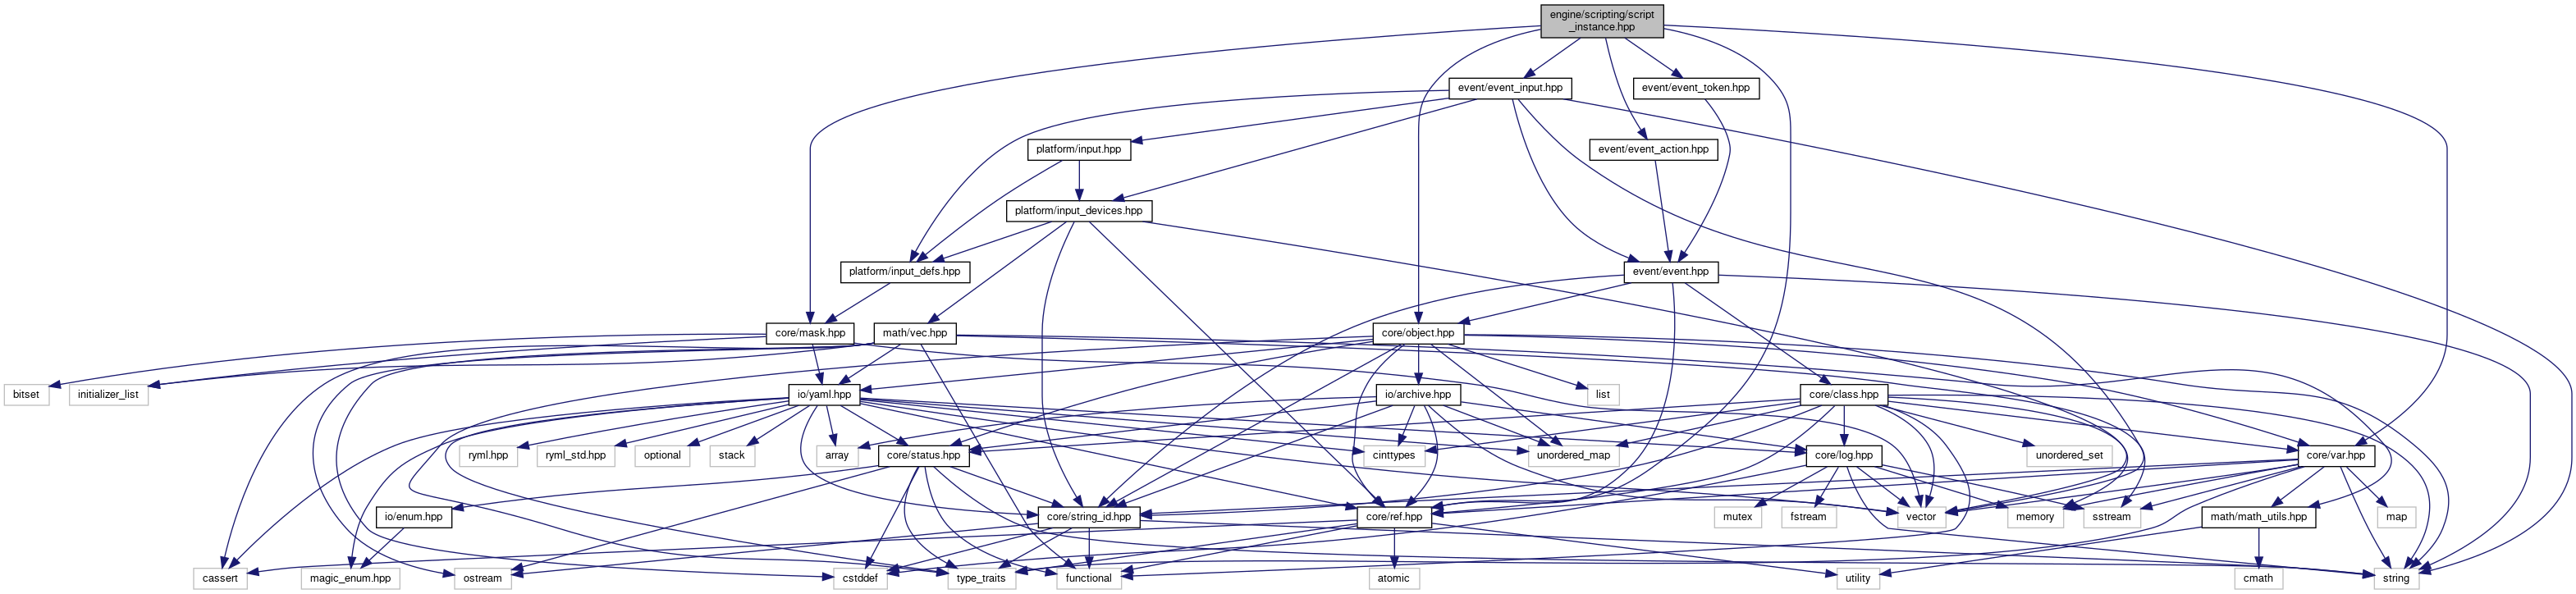 engine/scripting/script
_instance.hpp
event/event_input.hpp
event/event_token.hpp
platform/input.hpp
event/event_action.hpp
platform/input_devices.hpp
platform/input_defs.hpp
event/event.hpp
core/mask.hpp
math/vec.hpp
core/object.hpp
bitset
initializer_list
io/yaml.hpp
io/archive.hpp
list
core/class.hpp
ryml.hpp
ryml_std.hpp
optional
stack
array
core/status.hpp
cinttypes
unordered_map
core/log.hpp
unordered_set
core/var.hpp
io/enum.hpp
core/string_id.hpp
core/ref.hpp
mutex
fstream
vector
memory
sstream
math/math_utils.hpp
map
cassert
magic_enum.hpp
ostream
cstddef
type_traits
functional
atomic
utility
cmath
string